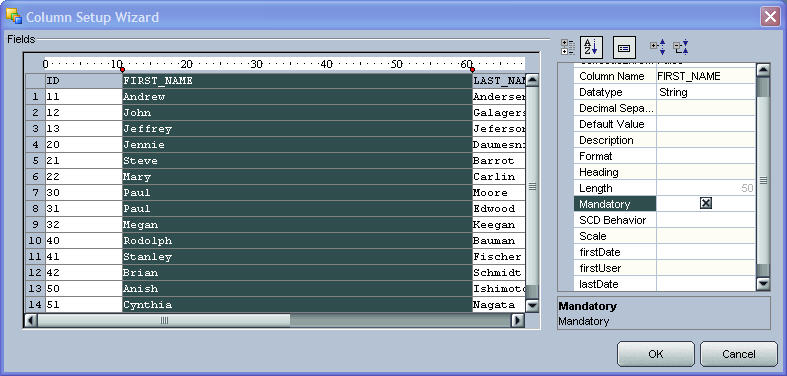 Column Setup Wizard
Fields
0 10 20 30 40 50 60
ID FIRST_NAME LAST_NAM
1 11 Andrew Andersen
2 12 John Galagers
3 13 Jeffrey Jeferson
4 20 Jennie Daumesni
5 21 Steve Barrot
6 22 Mary Carlin
7 30 Paul Moore
8 31 Paul Edwood
9 32 Megan Keegan
10 40 Rodolph Bauman
11 41 Stanley Fischer
12 42 Brian Schmidt
13 50 Anish Ishimoto
14 51 Cynthia Nagata
Column Name FIRST_NAME
Datatype String
Decimal Sepa...
Default Value
Description
Format
Heading
Length 50
Mandatory
SCD Behavior
Scale
firstDate
firstUser
lastDate
Mandatory
Mandatory
OK Cancel